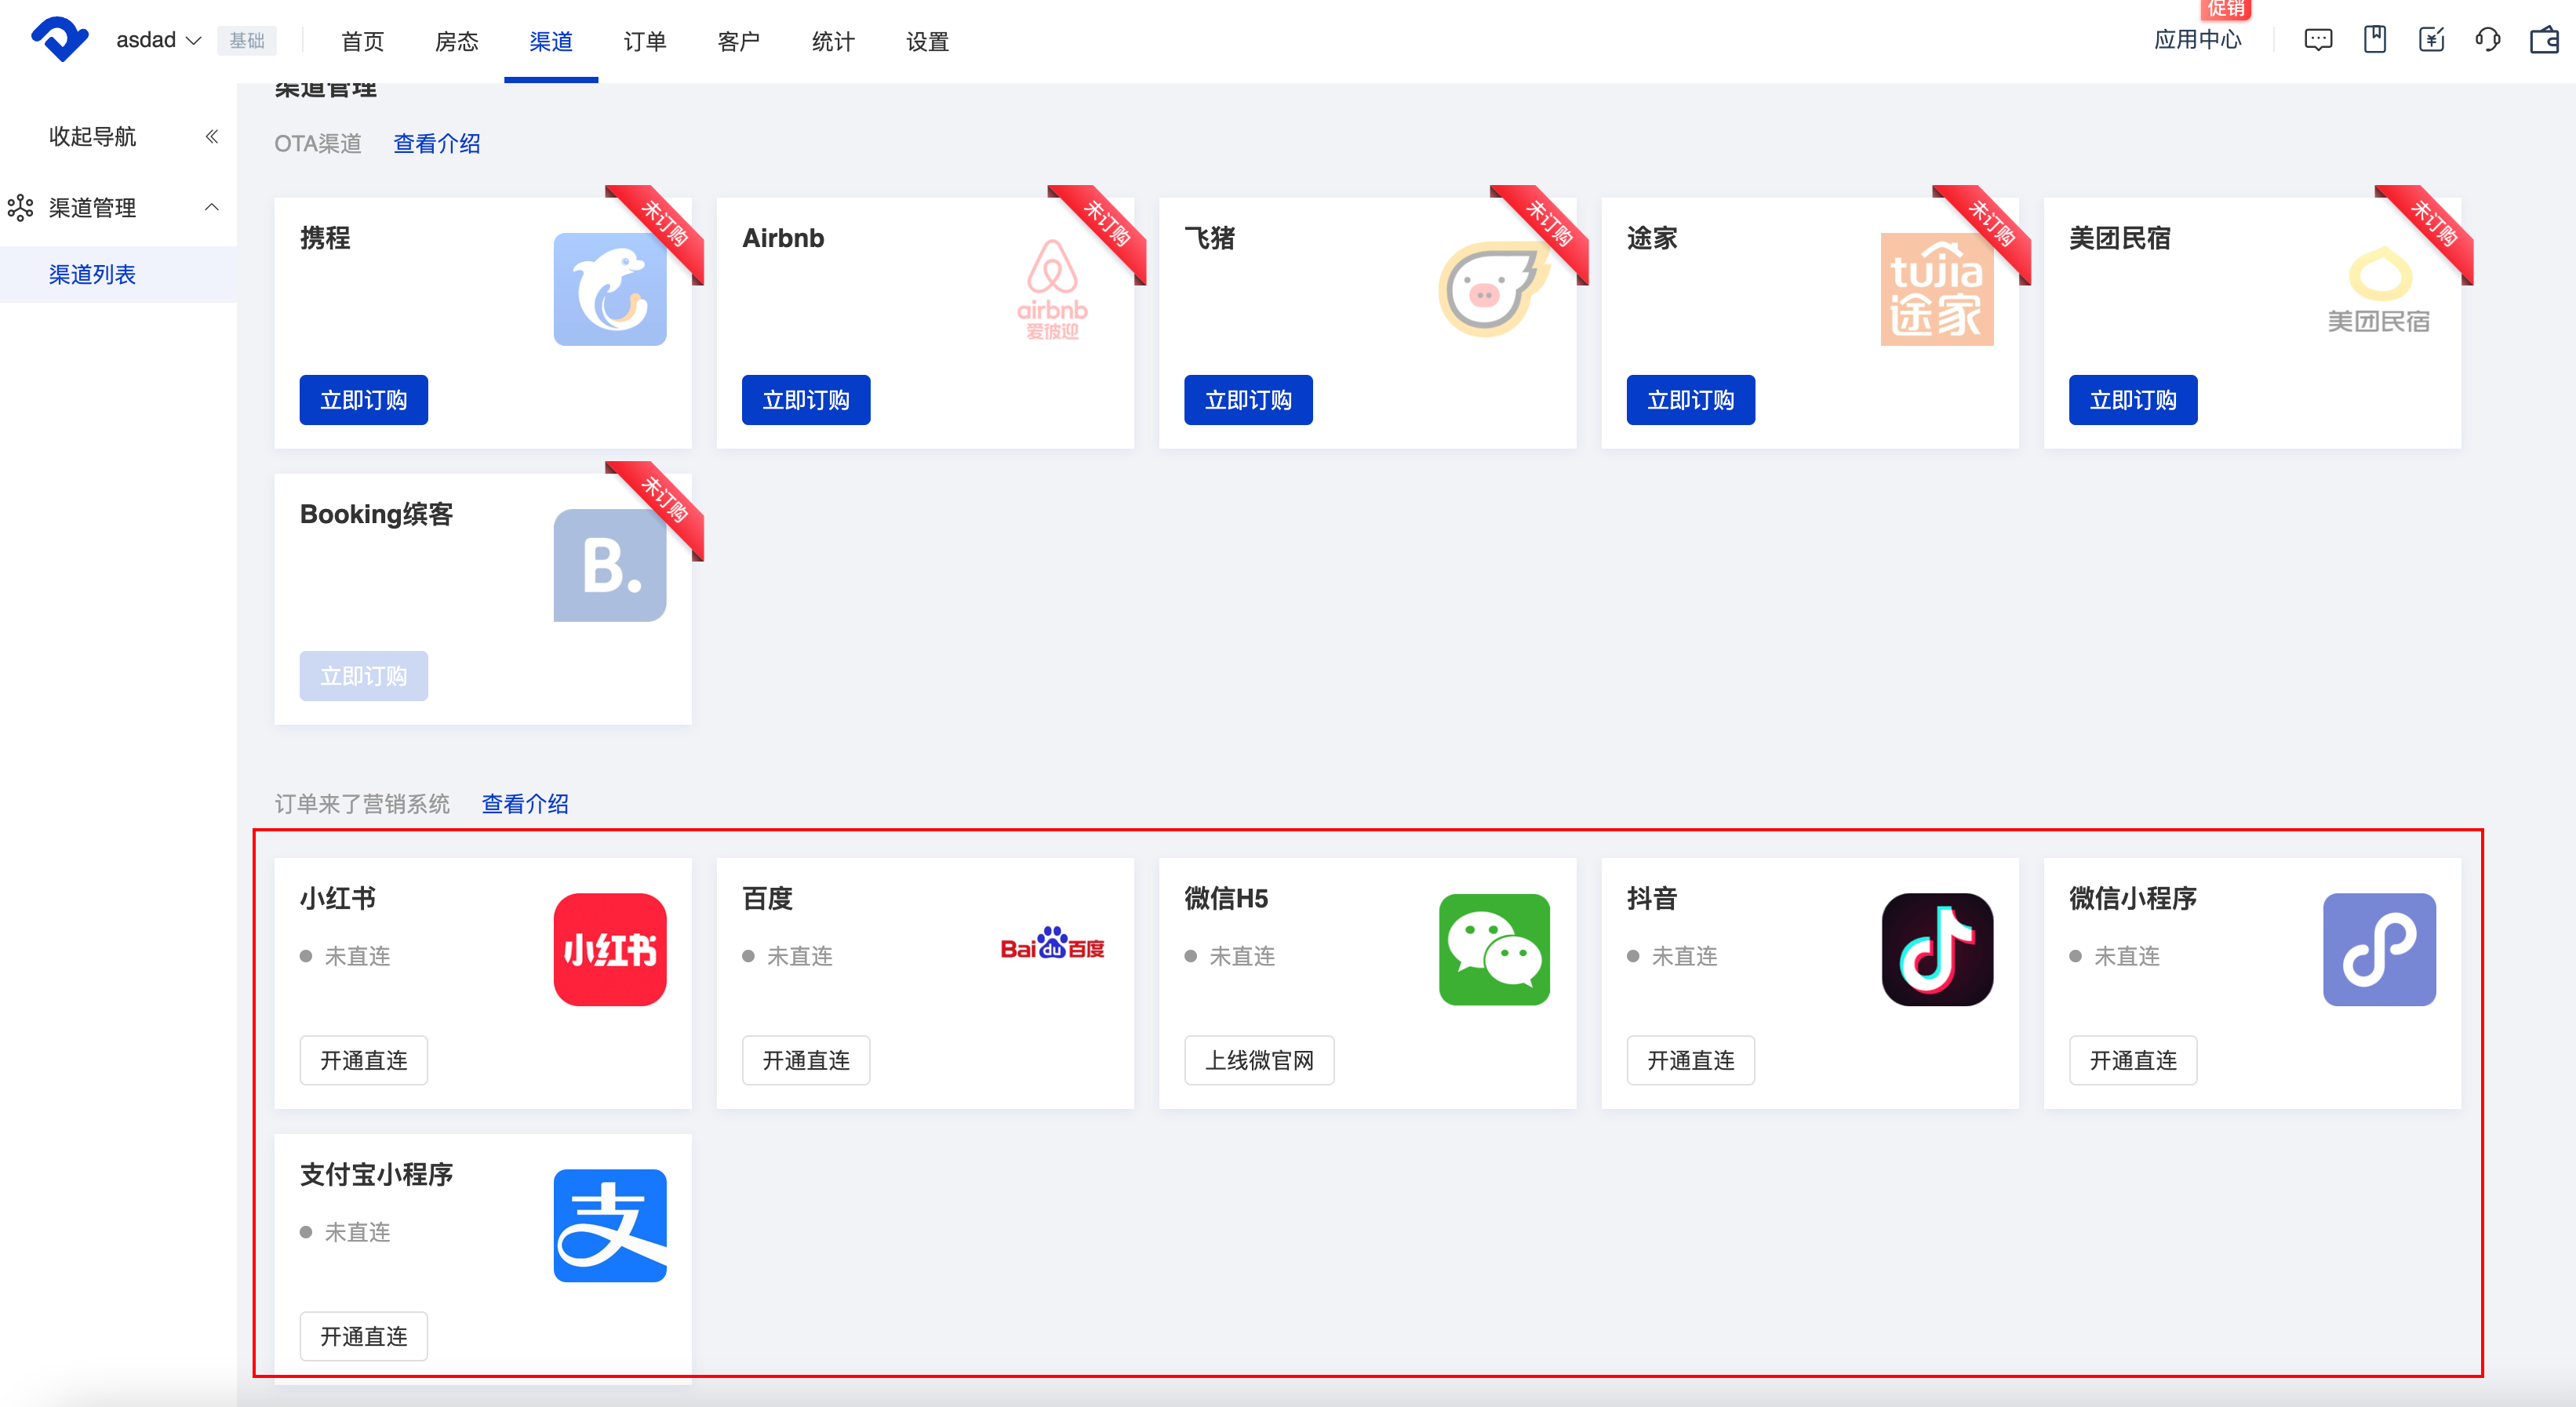 促销
asdad 基础 首页 房态 渠道 订单 客户 统计 设置 应用中心
收起导航
渠道管理
渠道列表
渠道管理
OTA渠道 查看介绍
携程 未订购
立即订购
Airbnb 未订购
airbnb
爱彼迎
立即订购
飞猪 未订购
立即订购
途家 未订购
tujia
途家
立即订购
美团民宿 未订购
美团民宿
立即订购
Booking缤客 未订购
B.
立即订购
订单来了营销系统 查看介绍
小红书
未直连
小红书
开通直连
百度
未直连
Bai du 百度
开通直连
微信H5
未直连
上线微官网
抖音
未直连
开通直连
微信小程序
未直连
开通直连
支付宝小程序
未直连
支
开通直连